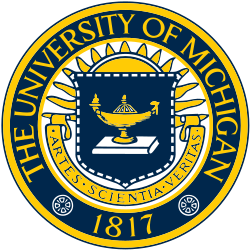 THE UNIVERSITY OF MICHIGAN
ARTES · SCIENTIA · VERITAS
1817